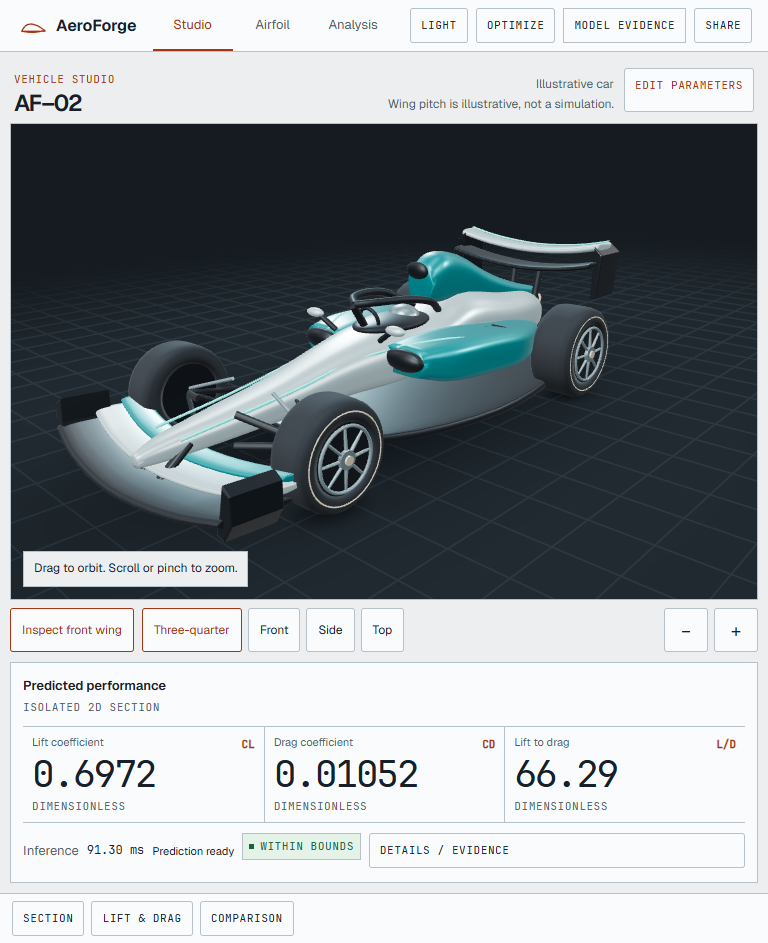 AeroForge
Studio
Airfoil
Analysis
LIGHT
OPTIMIZE
MODEL EVIDENCE
SHARE
VEHICLE STUDIO
AF–02
Illustrative car
Wing pitch is illustrative, not a simulation.
EDIT PARAMETERS
Drag to orbit. Scroll or pinch to zoom.
Inspect front wing
Three-quarter
Front
Side
Top
−
+
Predicted performance
ISOLATED 2D SECTION
Lift coefficient
CL
0.6972
DIMENSIONLESS
Drag coefficient
CD
0.01052
DIMENSIONLESS
Lift to drag
L/D
66.29
DIMENSIONLESS
Inference 91.30 ms Prediction ready
WITHIN BOUNDS
DETAILS / EVIDENCE
SECTION
LIFT & DRAG
COMPARISON